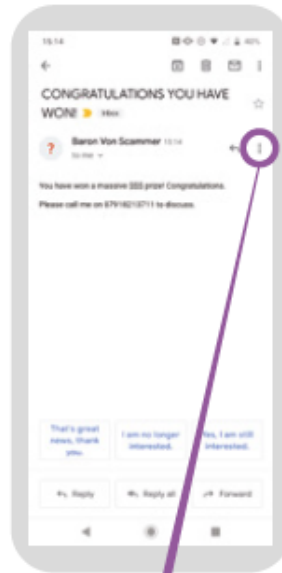 15:14
40%
CONGRATULATIONS YOU HAVE
WON! Inbox
? Baron Von Scammer 15:14
to me
You have won a massive $$$ prize! Congratulations.
Please call me on 07918213711 to discuss.
That's great
news, thank
you.
I am no longer
interested.
Yes, I am still
interested.
Reply
Reply all
Forward